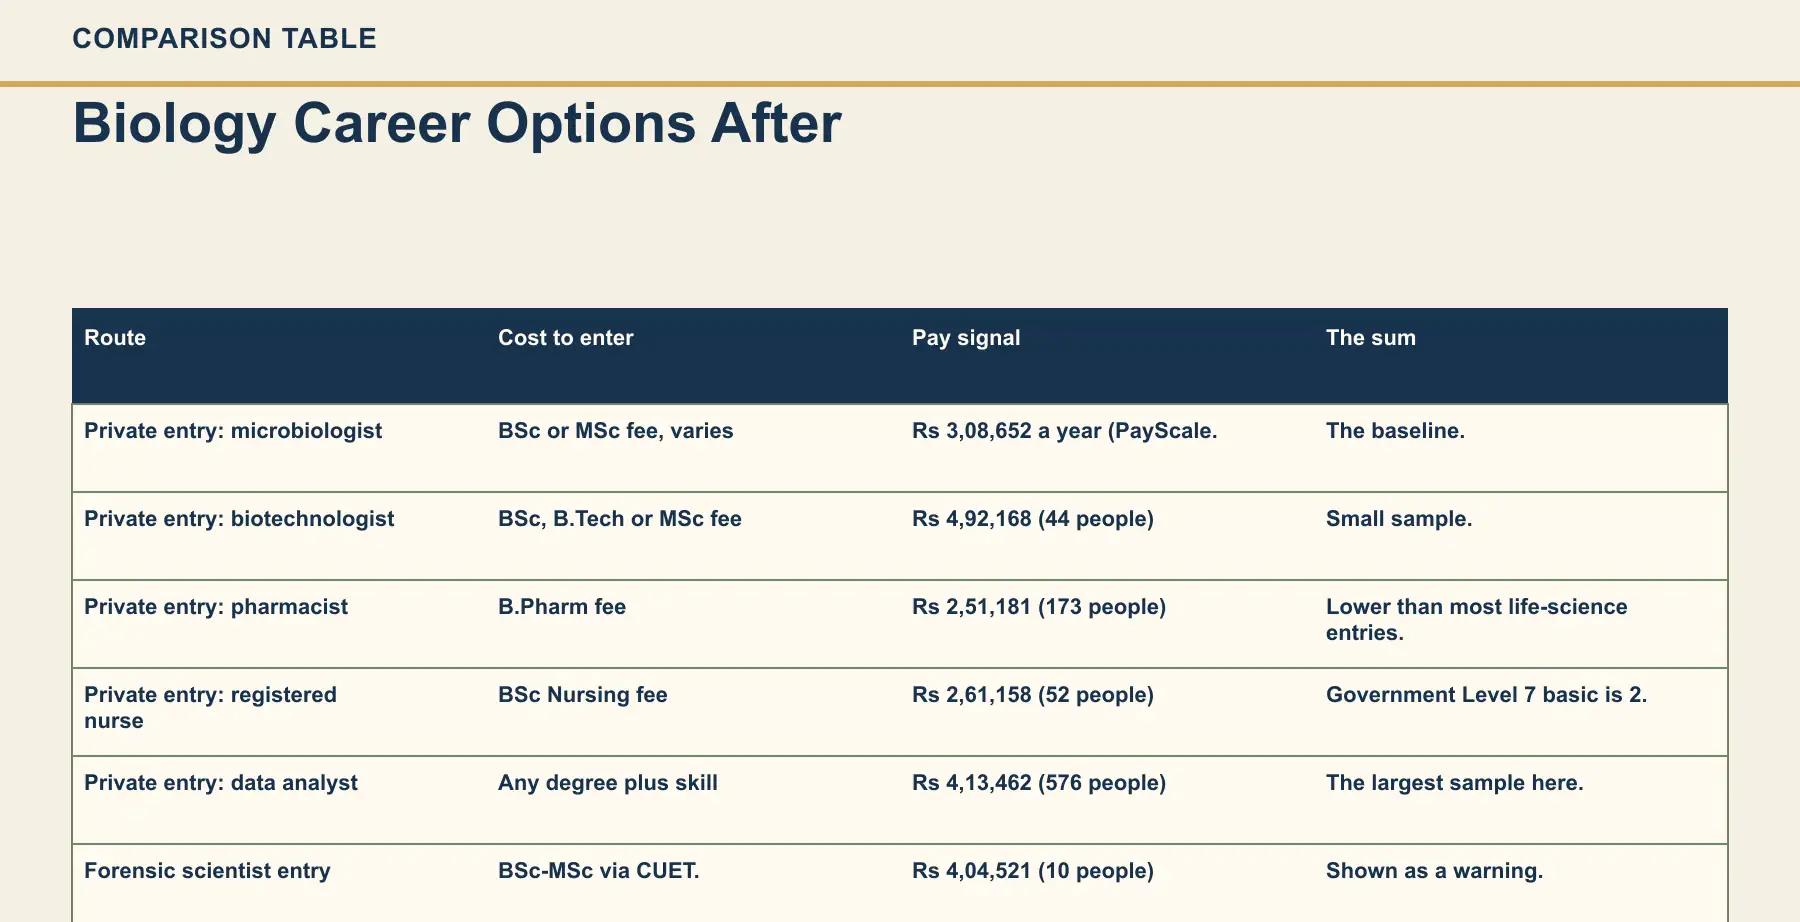 COMPARISON TABLE
Biology Career Options After
Route Cost to enter Pay signal The sum
Private entry: microbiologist BSc or MSc fee, varies Rs 3,08,652 a year (PayScale. The baseline.
Private entry: biotechnologist BSc, B.Tech or MSc fee Rs 4,92,168 (44 people) Small sample.
Private entry: pharmacist B.Pharm fee Rs 2,51,181 (173 people) Lower than most life-science
entries.
Private entry: registered BSc Nursing fee Rs 2,61,158 (52 people) Government Level 7 basic is 2.
nurse
Private entry: data analyst Any degree plus skill Rs 4,13,462 (576 people) The largest sample here.
Forensic scientist entry BSc-MSc via CUET. Rs 4,04,521 (10 people) Shown as a warning.